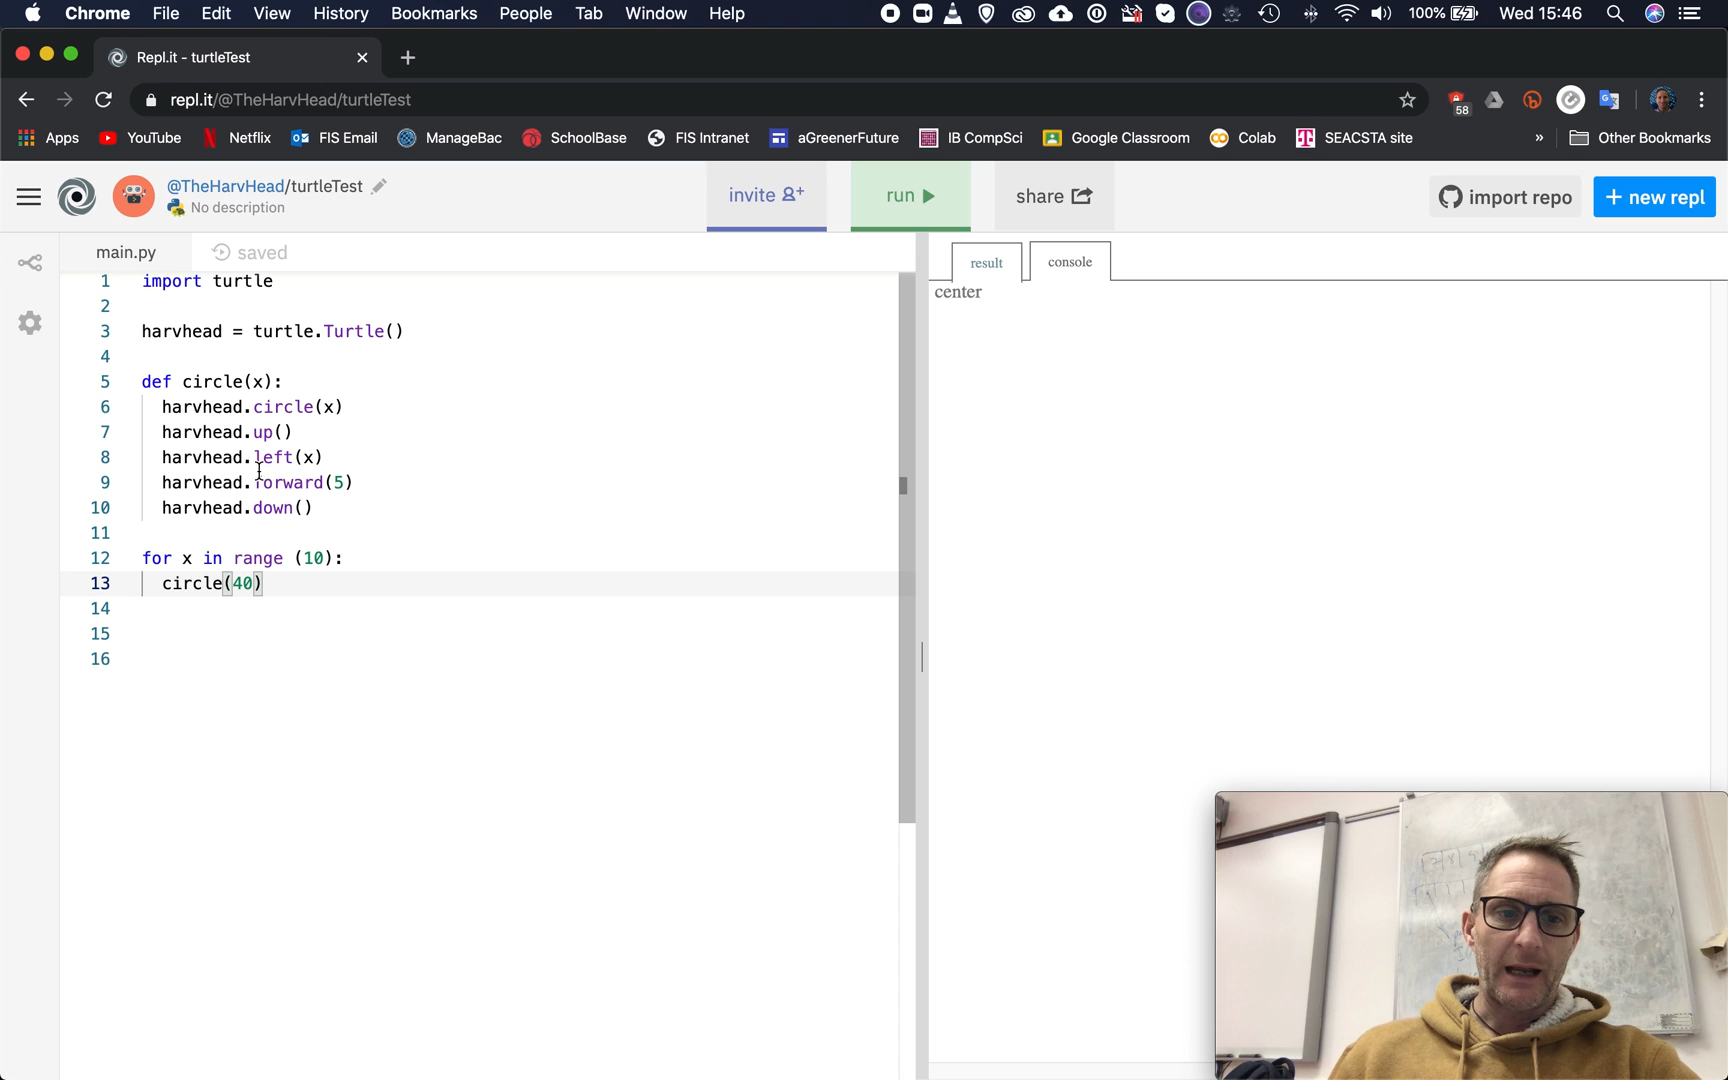 Chrome File Edit View History Bookmarks People Tab Window Help 100% Wed 15:46
Repl.it - turtleTest
repl.it/@TheHarvHead/turtleTest
58
Apps YouTube Netflix FIS Email ManageBac SchoolBase FIS Intranet aGreenerFuture IB CompSci Google Classroom Colab SEACSTA site » Other Bookmarks
@TheHarvHead/turtleTest
No description
invite
run
share
import repo
+ new repl
main.py
saved
1 import turtle
2
3 harvhead = turtle.Turtle()
4
5 def circle(x):
6 harvhead.circle(x)
7 harvhead.up()
8 harvhead.left(x)
9 harvhead.forward(5)
10 harvhead.down()
11
12 for x in range (10):
13 circle(40)
14
15
16
result
console
center